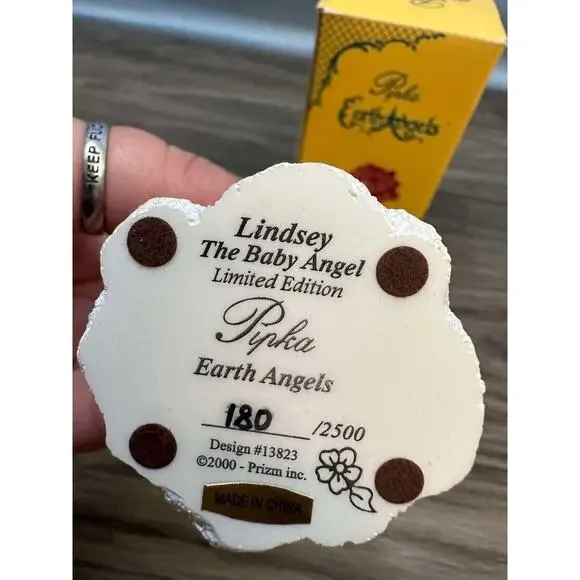 Pipka
Earth Angels
KEEP FUC
Lindsey
The Baby Angel
Limited Edition
Pipka
Earth Angels
180 /2500
Design #13823
©2000 - Prizm inc.
MADE IN CHINA